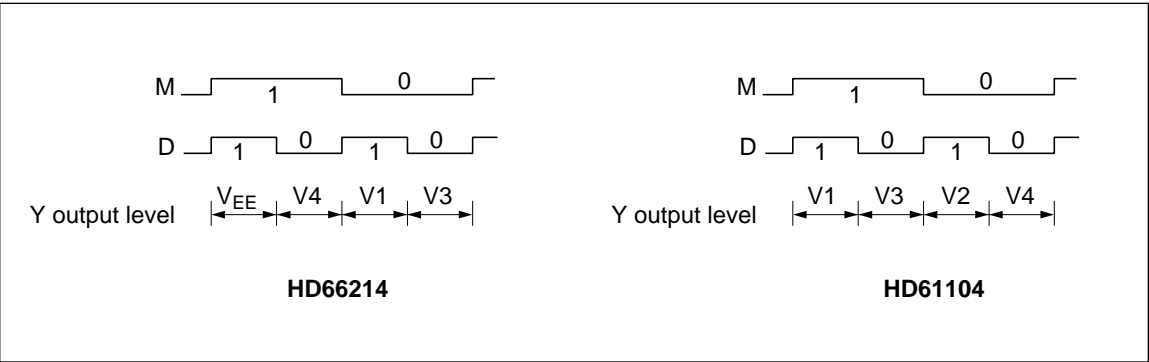 M 1 0
D 1 0 1 0
Y output level VEE V4 V1 V3
HD66214
M 1 0
D 1 0 1 0
Y output level V1 V3 V2 V4
HD61104